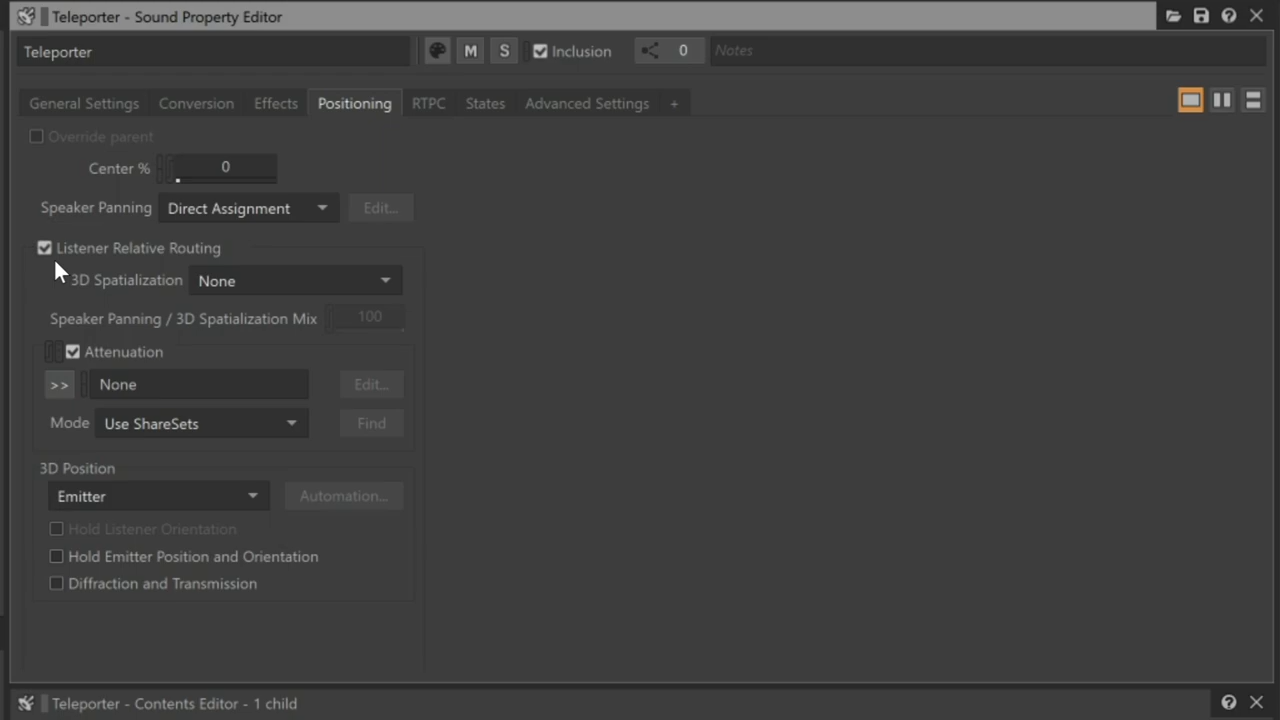 Teleporter - Sound Property Editor
Teleporter
M
S
Inclusion
0
Notes
General Settings
Conversion
Effects
Positioning
RTPC
States
Advanced Settings
+
Override parent
Center %
0
Speaker Panning
Direct Assignment
Edit...
Listener Relative Routing
3D Spatialization
None
Speaker Panning / 3D Spatialization Mix
100
Attenuation
>>
None
Edit...
Mode
Use ShareSets
Find
3D Position
Emitter
Automation...
Hold Listener Orientation
Hold Emitter Position and Orientation
Diffraction and Transmission
Teleporter - Contents Editor - 1 child